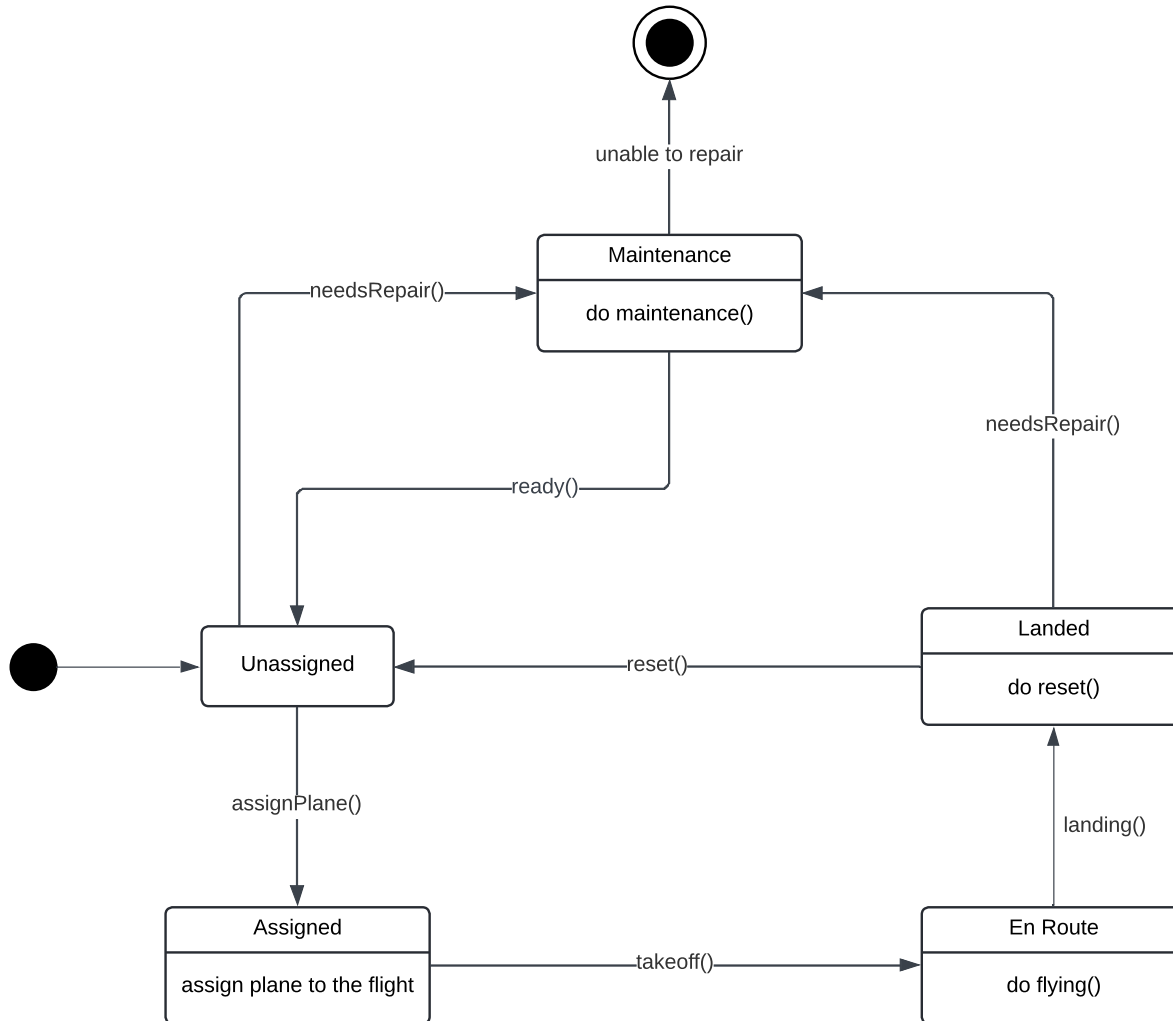 unable to repair
Maintenance
needsRepair()
do maintenance()
needsRepair()
ready()
Landed
Unassigned
reset()
do reset()
assignPlane()
landing()
Assigned
En Route
takeoff()
assign plane to the flight
do flying()